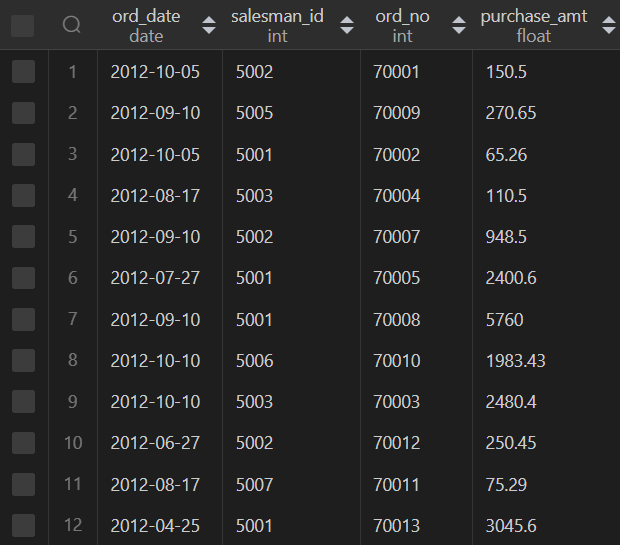 ord_date salesman_id ord_no purchase_amt
date int int float
1 2012-10-05 5002 70001 150.5
2 2012-09-10 5005 70009 270.65
3 2012-10-05 5001 70002 65.26
4 2012-08-17 5003 70004 110.5
5 2012-09-10 5002 70007 948.5
6 2012-07-27 5001 70005 2400.6
7 2012-09-10 5001 70008 5760
8 2012-10-10 5006 70010 1983.43
9 2012-10-10 5003 70003 2480.4
10 2012-06-27 5002 70012 250.45
11 2012-08-17 5007 70011 75.29
12 2012-04-25 5001 70013 3045.6